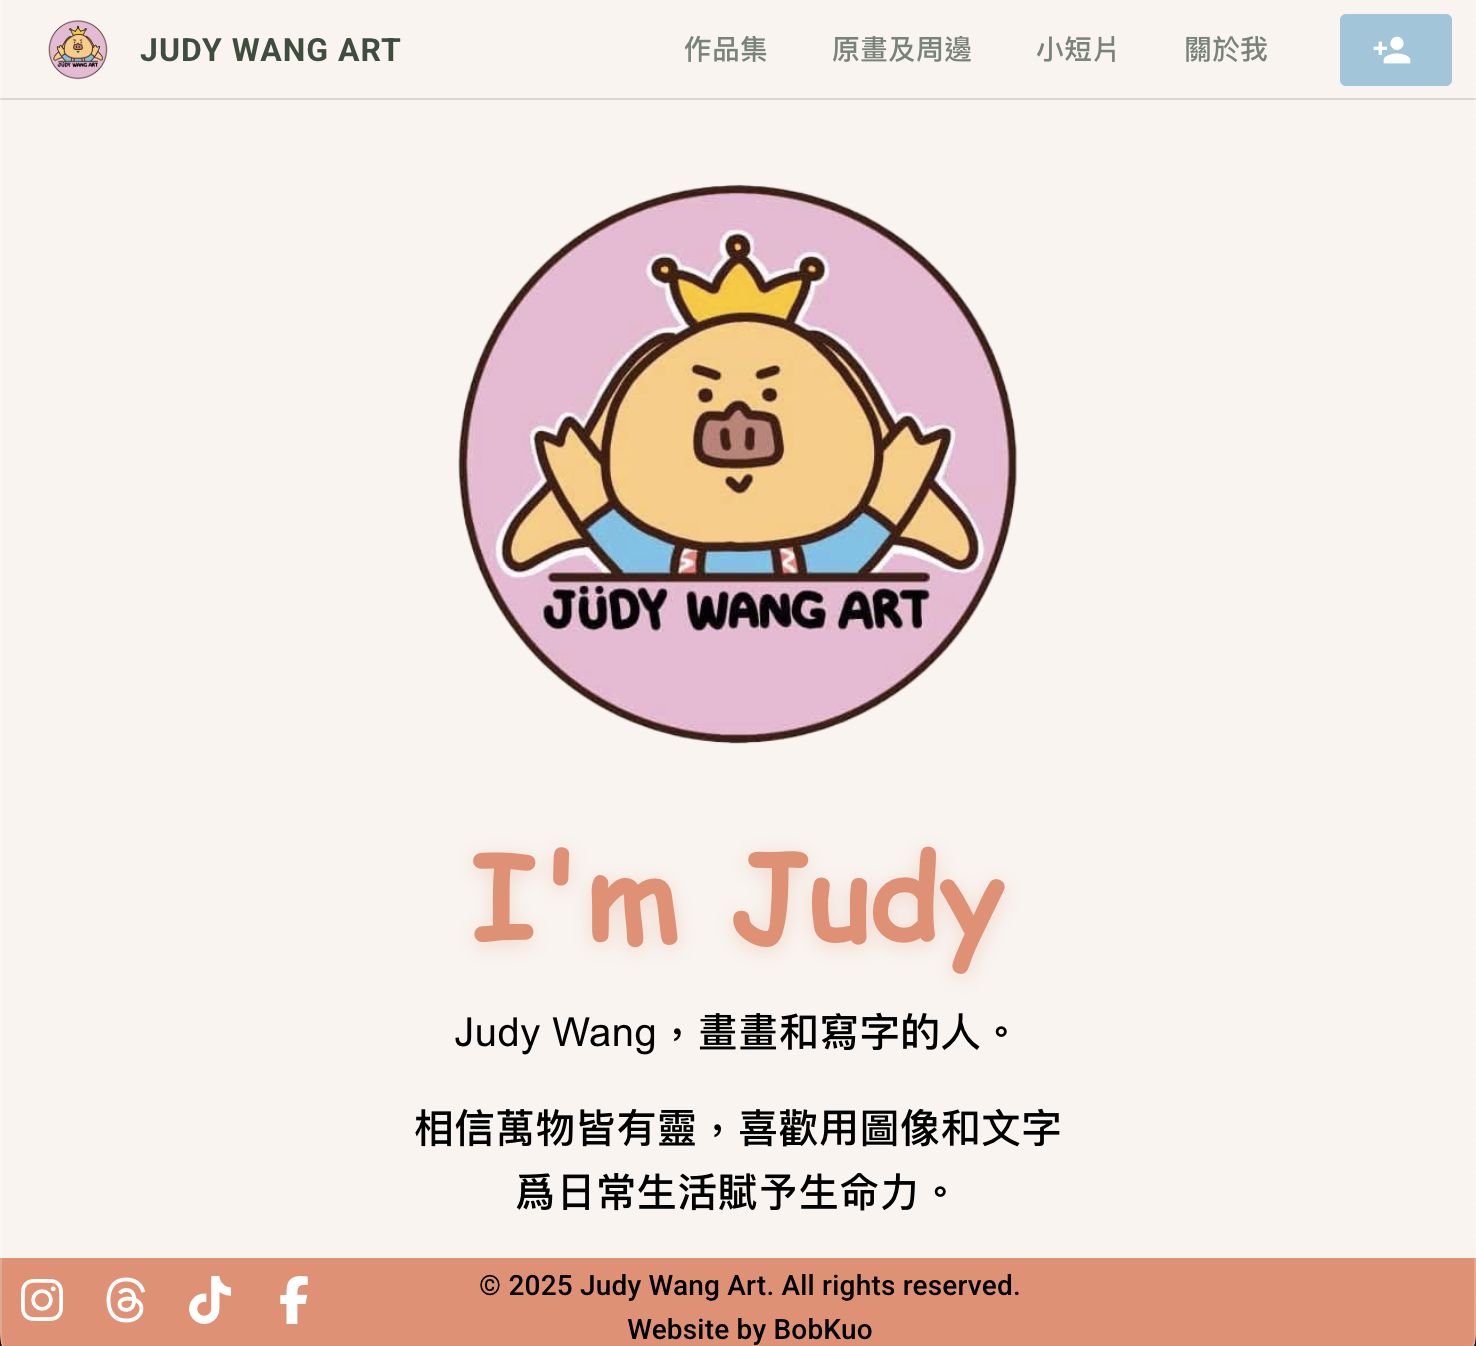 JUDY WANG ART
作品集
原畫及周邊
小短片
關於我
JÜDY WANG ART
I'm Judy
Judy Wang，畫畫和寫字的人。
相信萬物皆有靈，喜歡用圖像和文字
爲日常生活賦予生命力。
© 2025 Judy Wang Art. All rights reserved.
Website by BobKuo